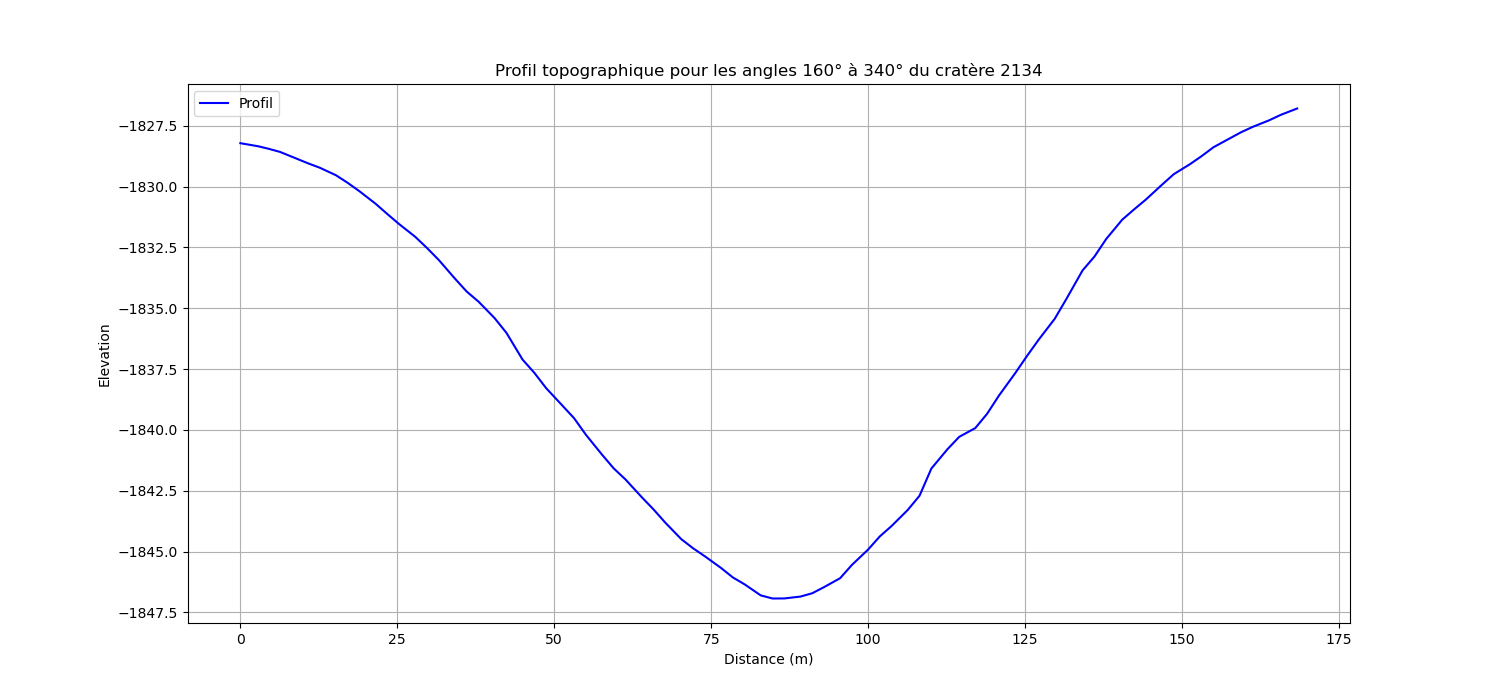 Profil topographique pour les angles 160° à 340° du cratère 2134
Profil
−1827.5
−1830.0
−1832.5
−1835.0
−1837.5
−1840.0
−1842.5
−1845.0
−1847.5
Elevation
0 25 50 75 100 125 150 175
Distance (m)